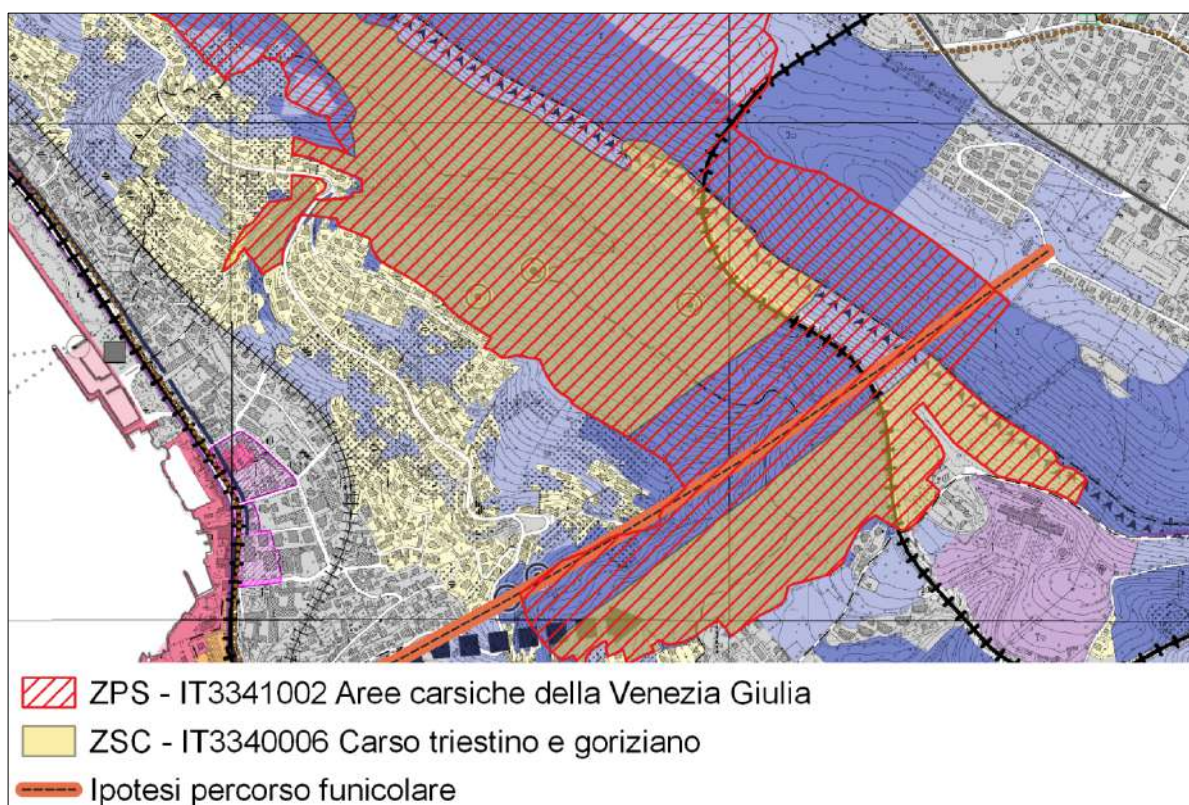 ZPS - IT3341002 Aree carsiche della Venezia Giulia
ZSC - IT3340006 Carso triestino e goriziano
Ipotesi percorso funicolare